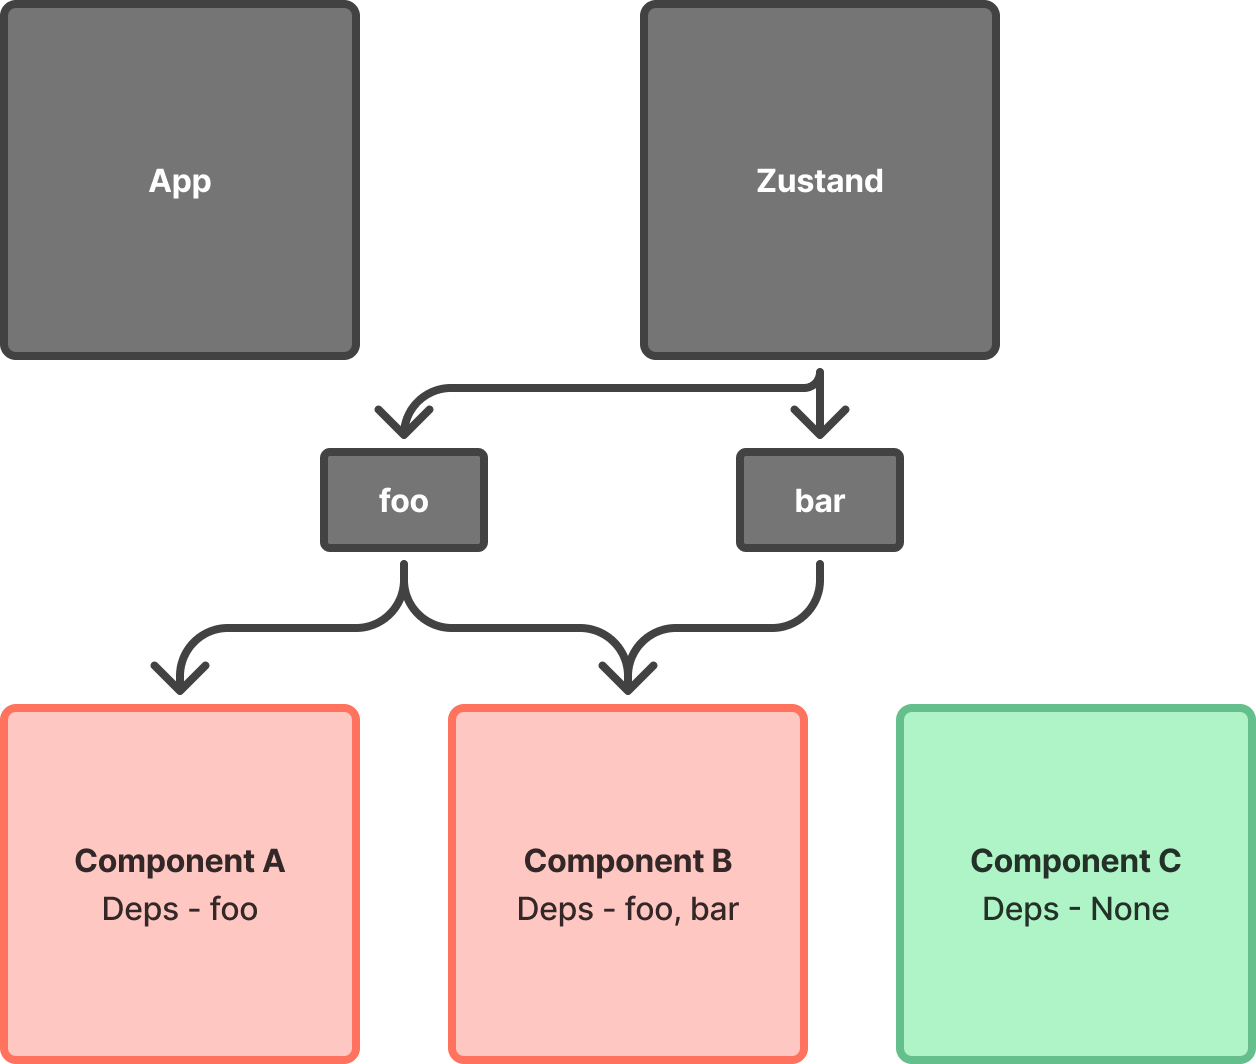 App
Zustand
foo
bar
Component A
Deps - foo
Component B
Deps - foo, bar
Component C
Deps - None